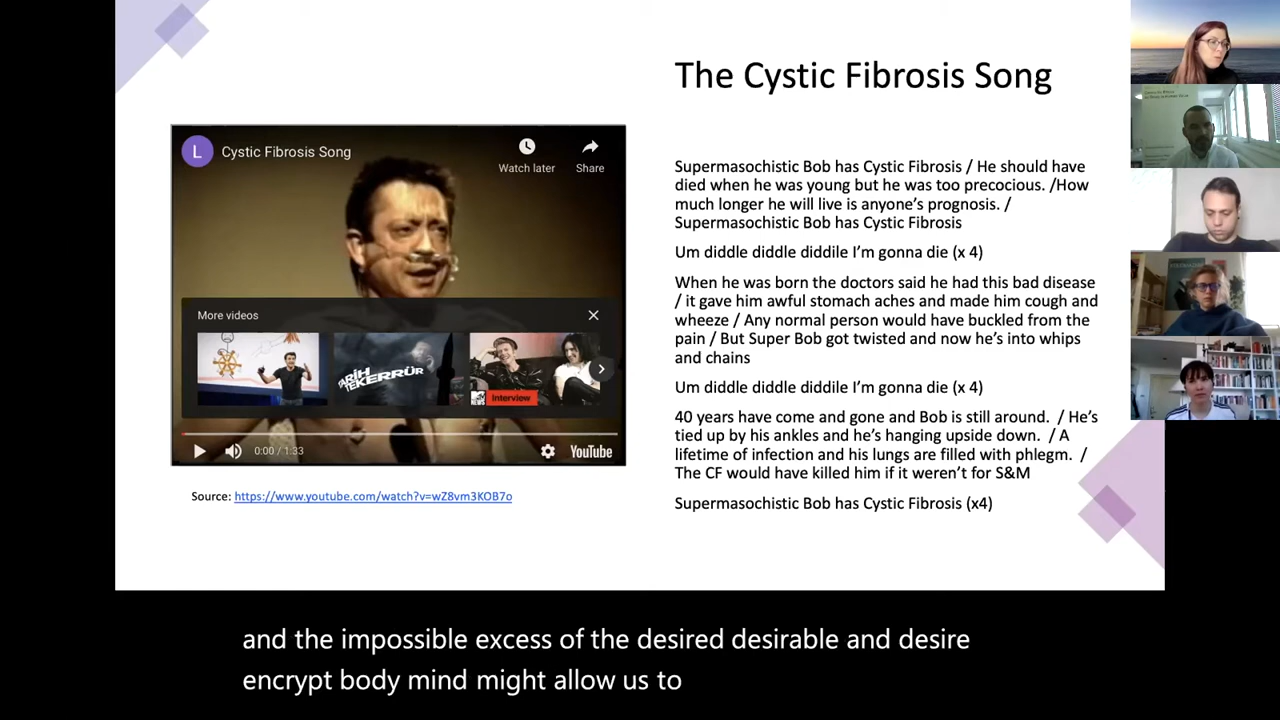 The Cystic Fibrosis Song
L
Cystic Fibrosis Song
Watch later
Share
More videos
TARİH
TEKERRÜR
Interview
0:00 / 1:33
YouTube
Source: https://www.youtube.com/watch?v=wZ8vm3KOB7o
Supermasochistic Bob has Cystic Fibrosis / He should have
died when he was young but he was too precocious. /How
much longer he will live is anyone’s prognosis. /
Supermasochistic Bob has Cystic Fibrosis
Um diddle diddle diddile I’m gonna die (x 4)
When he was born the doctors said he had this bad disease
/ it gave him awful stomach aches and made him cough and
wheeze / Any normal person would have buckled from the
pain / But Super Bob got twisted and now he’s into whips
and chains
Um diddle diddle diddile I’m gonna die (x 4)
40 years have come and gone and Bob is still around.  / He’s
tied up by his ankles and he’s hanging upside down.  / A
lifetime of infection and his lungs are filled with phlegm.  /
The CF would have killed him if it weren’t for S&M
Supermasochistic Bob has Cystic Fibrosis (x4)
and the impossible excess of the desired desirable and desire
encrypt body mind might allow us to